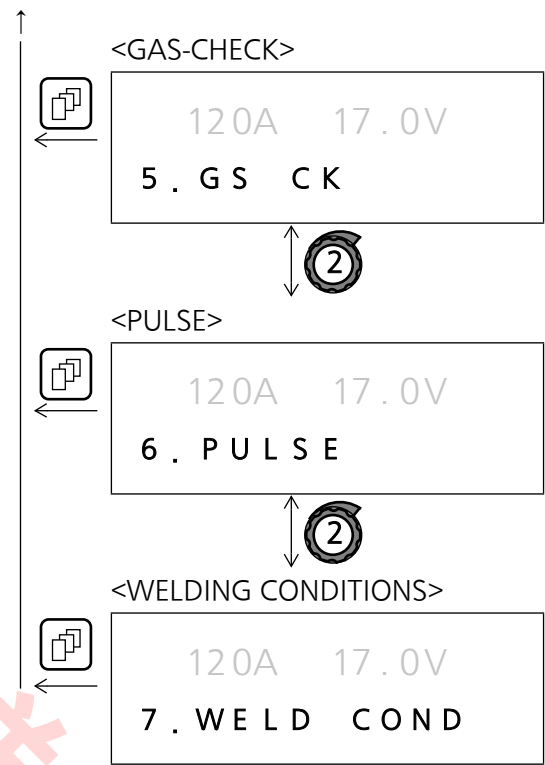 <GAS-CHECK>
120A 17.0V
5. GS CK
2
<PULSE>
120A 17.0V
6. PULSE
2
<WELDING CONDITIONS>
120A 17.0V
7. WELD COND